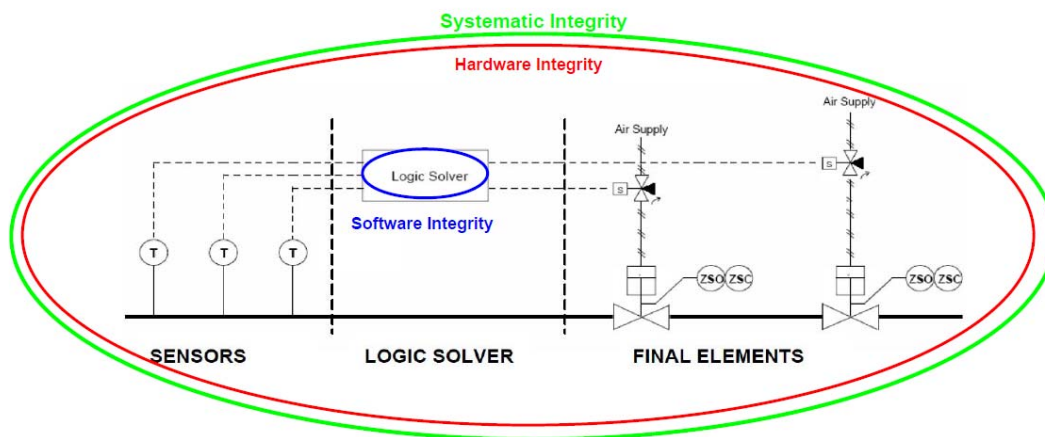 Systematic Integrity
Hardware Integrity
Air Supply
Air Supply
Logic Solver
S
S
Software Integrity
T
T
T
ZSO ZSC
ZSO ZSC
SENSORS
LOGIC SOLVER
FINAL ELEMENTS